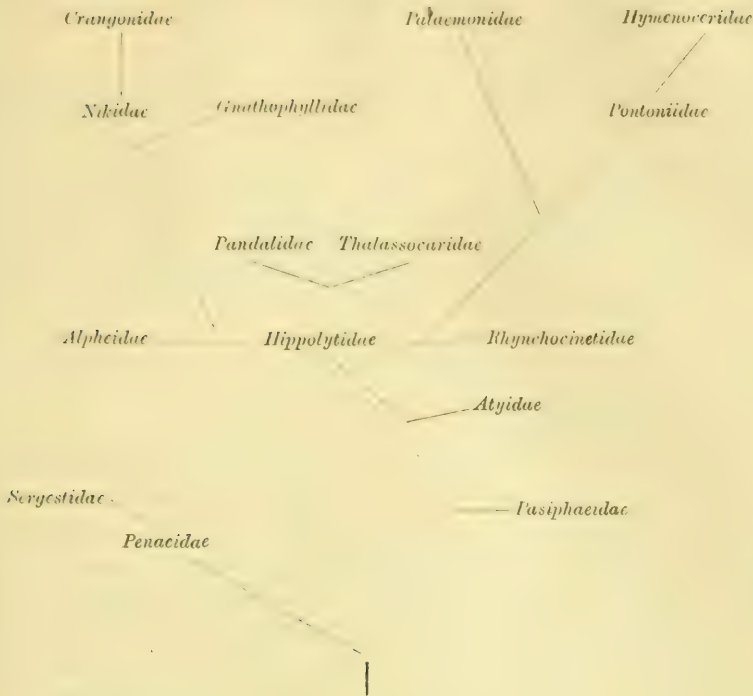 Crangonidae Palaemonidae Hymenoceridae
Nikidae Gnathophyllidae Pontoniidae
Pandalidae Thalassocaridae
Alpheidae Hippolytidae Rhynchocinetidae
Atyidae
Sergestidae
Pasiphaeidae
Penaeidae